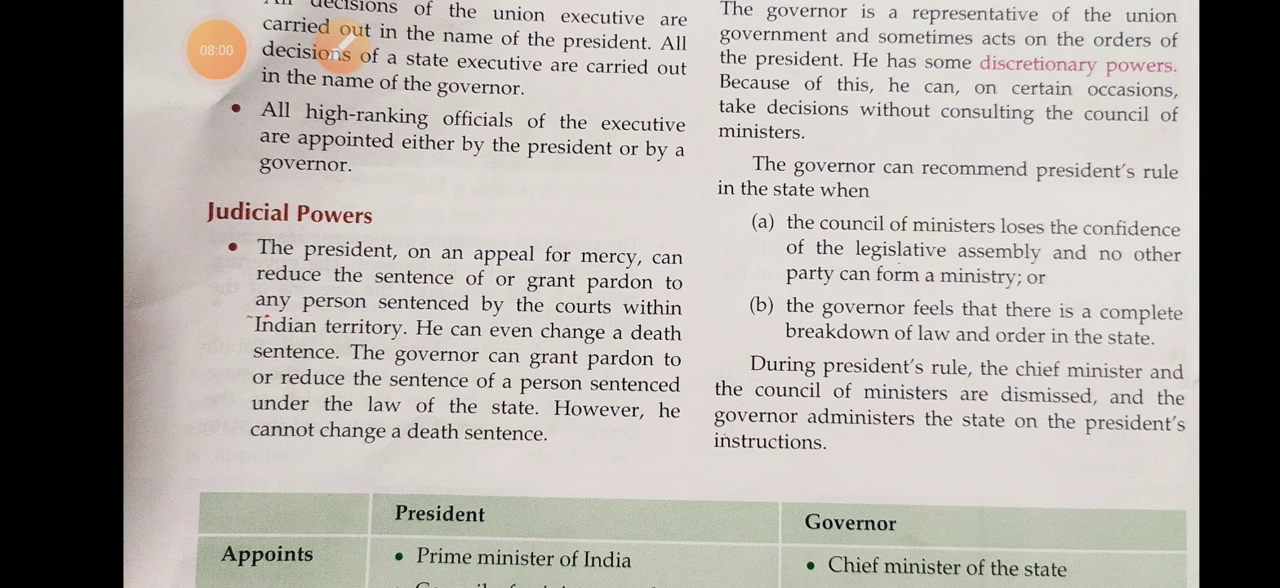 decisions of the union executive are
carried out in the name of the president. All
decisions of a state executive are carried out
in the name of the governor.
• All high-ranking officials of the executive
are appointed either by the president or by a
governor.
Judicial Powers
• The president, on an appeal for mercy, can
reduce the sentence of or grant pardon to
any person sentenced by the courts within
Indian territory. He can even change a death
sentence. The governor can grant pardon to
or reduce the sentence of a person sentenced
under the law of the state. However, he
cannot change a death sentence.
The governor is a representative of the union
government and sometimes acts on the orders of
the president. He has some discretionary powers.
Because of this, he can, on certain occasions,
take decisions without consulting the council of
ministers.
The governor can recommend president's rule
in the state when
(a) the council of ministers loses the confidence
of the legislative assembly and no other
party can form a ministry; or
(b) the governor feels that there is a complete
breakdown of law and order in the state.
During president's rule, the chief minister and
the council of ministers are dismissed, and the
governor administers the state on the president's
instructions.
President
Governor
Appoints
• Prime minister of India
• Chief minister of the state
08:00